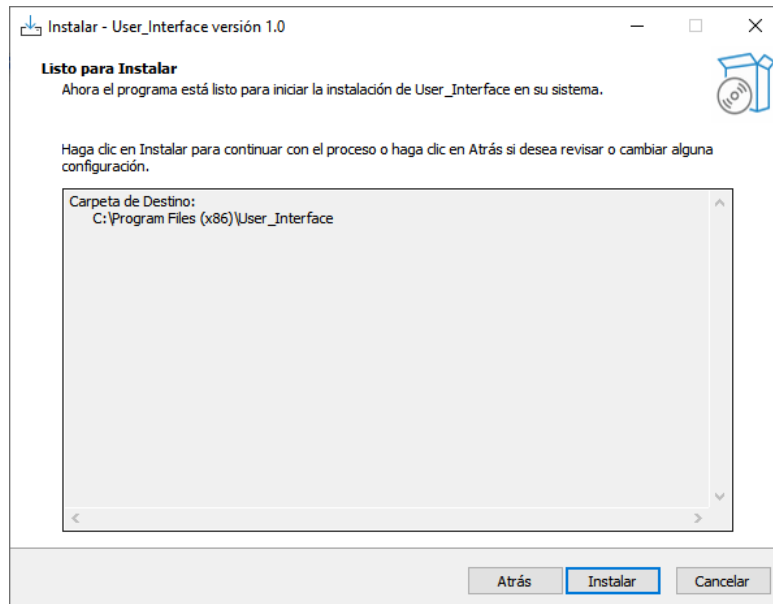 Instalar - User_Interface versión 1.0
Listo para Instalar
Ahora el programa está listo para iniciar la instalación de User_Interface en su sistema.
Haga clic en Instalar para continuar con el proceso o haga clic en Atrás si desea revisar o cambiar alguna
configuración.
Carpeta de Destino:
C:\Program Files (x86)\User_Interface
Atrás
Instalar
Cancelar